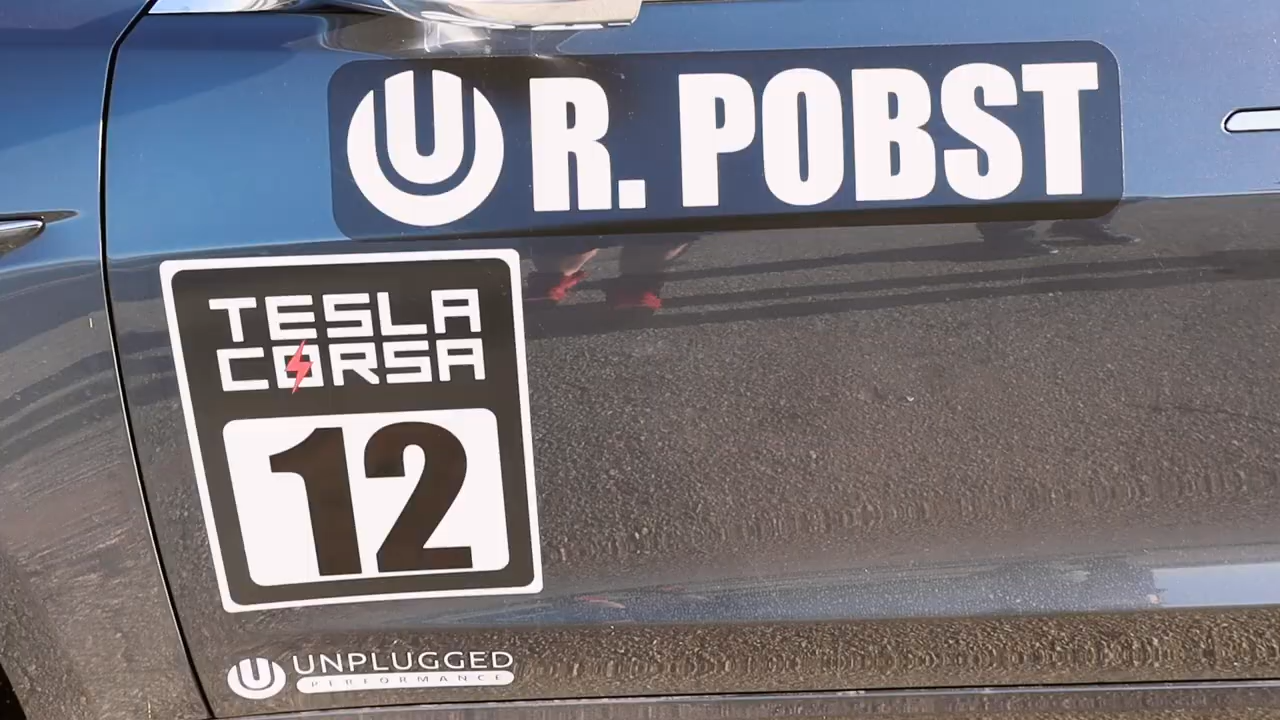 U R. POBST
TESLA
CORSA
12
U UNPLUGGED
PERFORMANCE